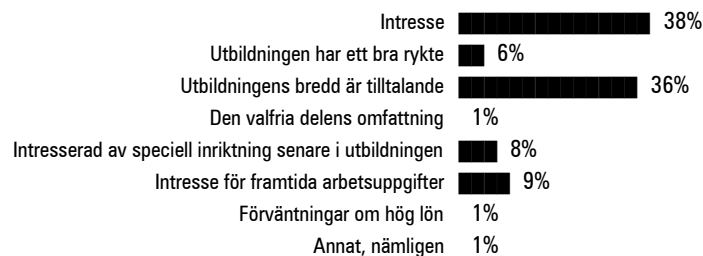 Intresse 38%
Utbildningen har ett bra rykte 6%
Utbildningens bredd är tilltalande 36%
Den valfria delens omfattning 1%
Intresserad av speciell inriktning senare i utbildningen 8%
Intresse för framtida arbetsuppgifter 9%
Förväntningar om hög lön 1%
Annat, nämligen 1%